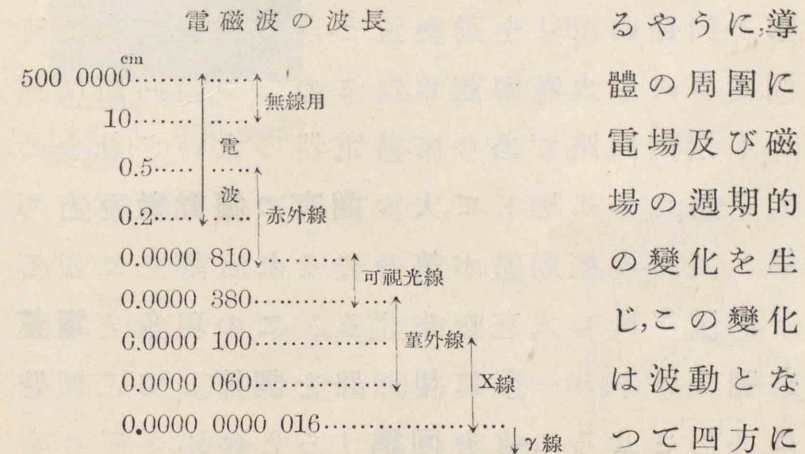 電磁波の波長
cm
500 0000
無線用
10
電
0.5
波
0.2
赤外線
0.0000 810
可視光線
0.0000 380
0.0000 100
菫外線
0.0000 060
X線
0.0000 0000 016
γ線
るやうに,導
體の周圍に
電場及び磁
場の週期的
の變化を生
じ,この變化
は波動とな
つて四方に